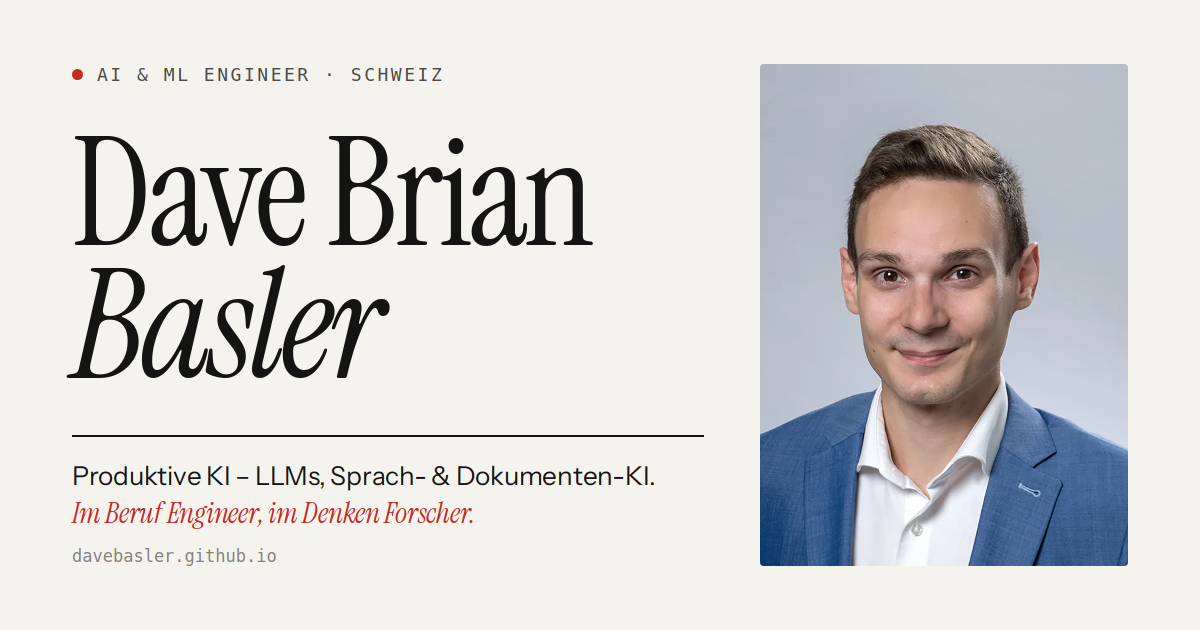 AI & ML ENGINEER · SCHWEIZ
Dave Brian
Basler
Produktive KI – LLMs, Sprach- & Dokumenten-KI.
Im Beruf Engineer, im Denken Forscher.
davebasler.github.io